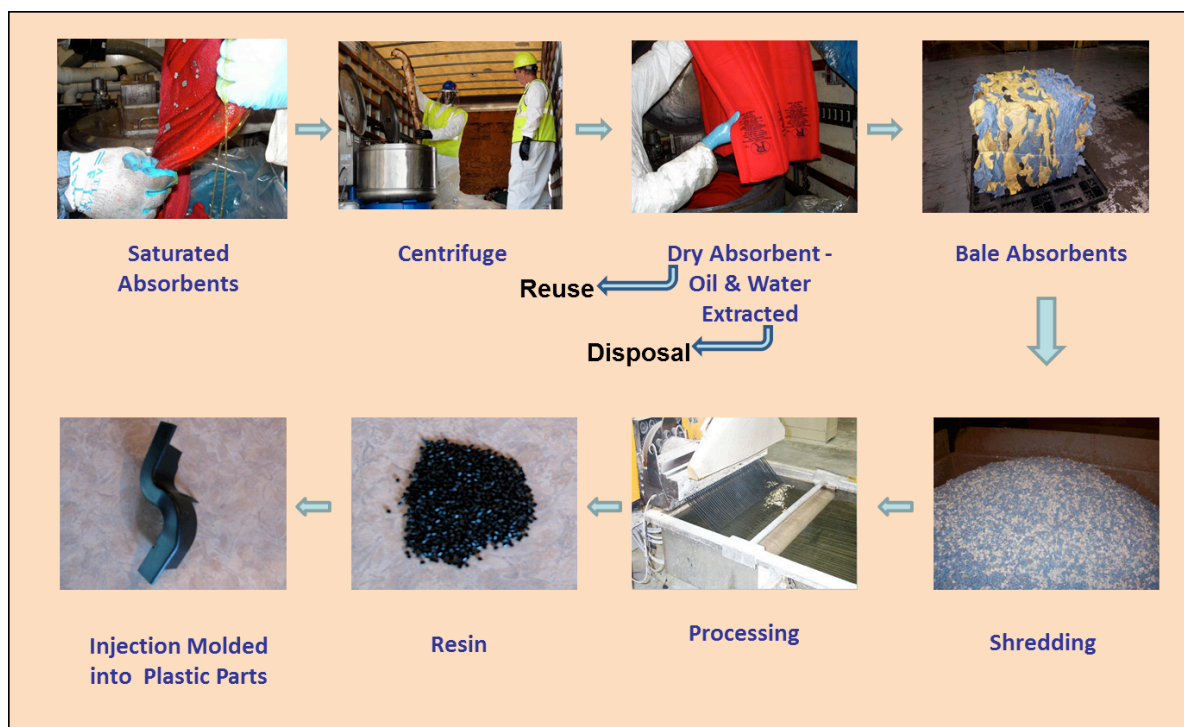 Saturated
Absorbents
Centrifuge
Dry Absorbent -
Oil & Water
Extracted
Bale Absorbents
Reuse
Disposal
Injection Molded
into Plastic Parts
Resin
Processing
Shredding